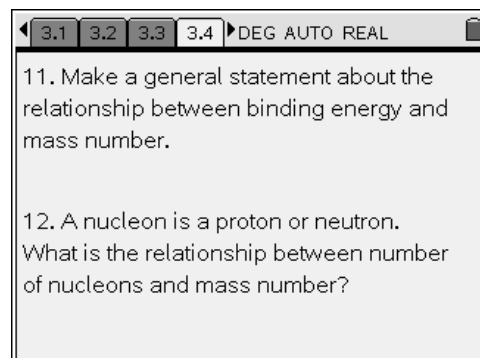 3.1 3.2 3.3 3.4 DEG AUTO REAL
11. Make a general statement about the
relationship between binding energy and
mass number.
12. A nucleon is a proton or neutron.
What is the relationship between number
of nucleons and mass number?